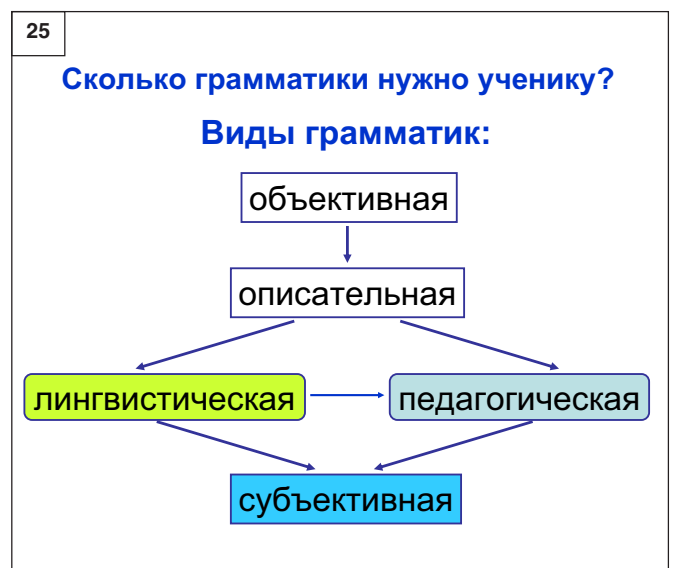 25
Сколько грамматики нужно ученику?
Виды грамматик:
объективная
описательная
лингвистическая
педагогическая
субъективная